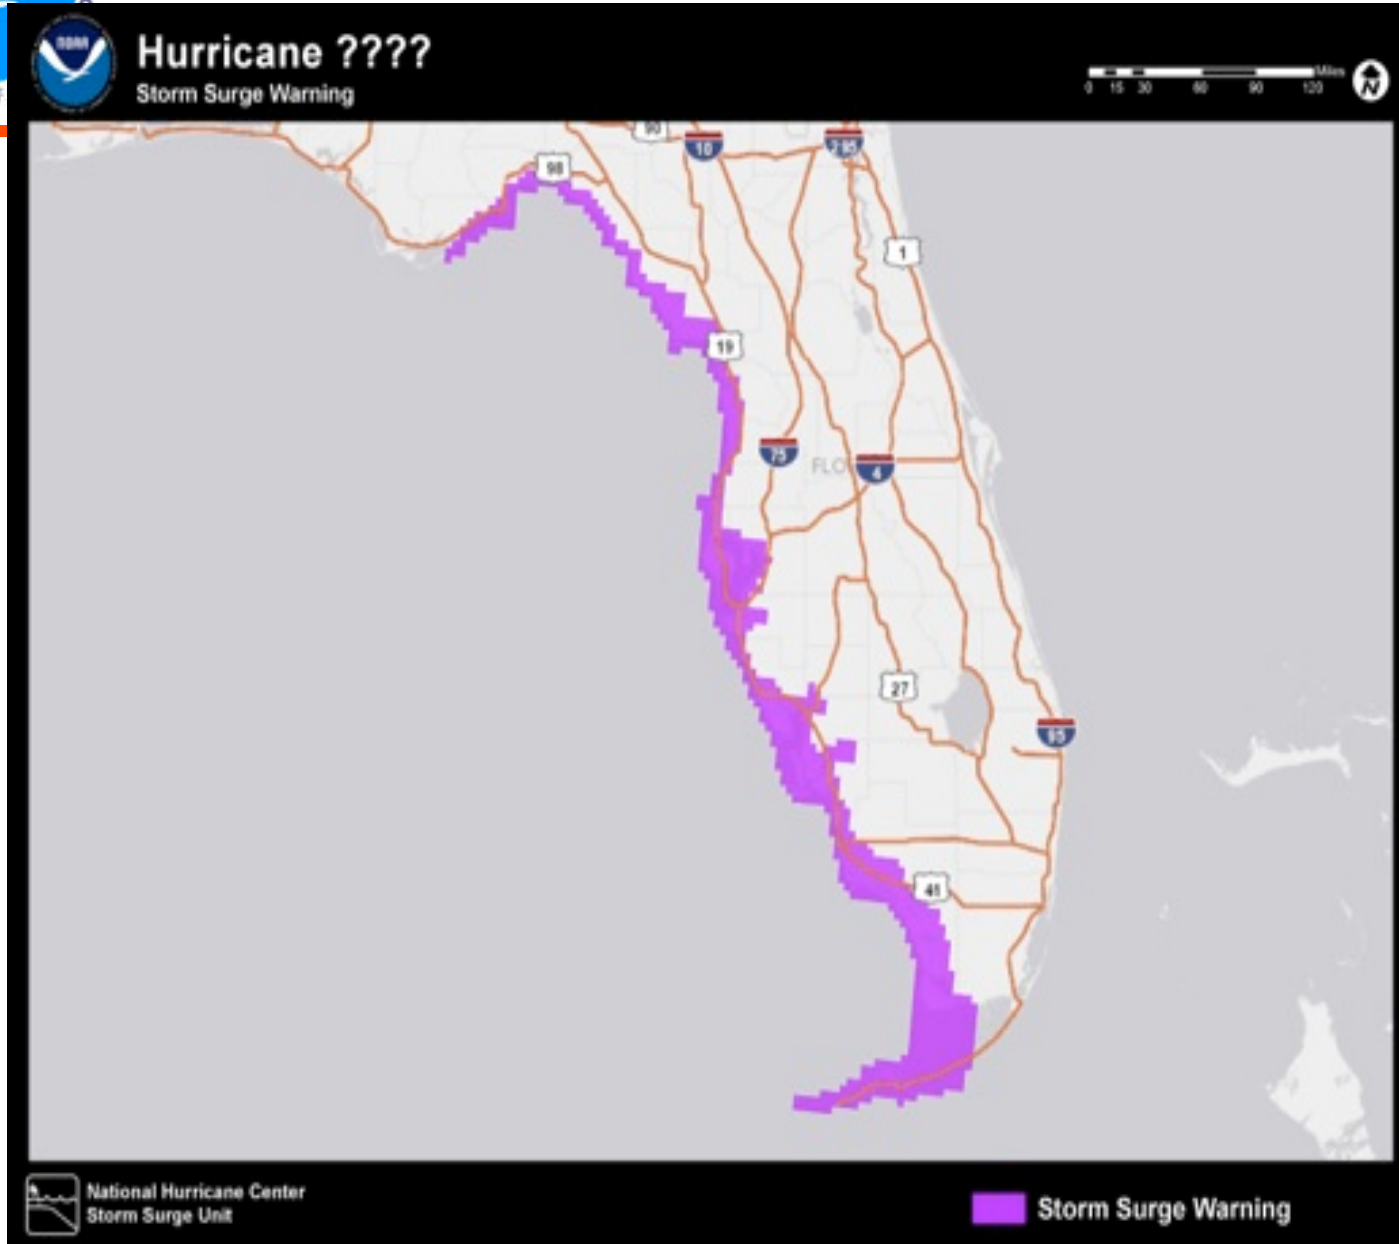 NOAA
Hurricane ????
Storm Surge Warning
Miles
0 15 30 60 90 120
N
90
10
295
98
1
19
75
FLO
4
27
95
41
National Hurricane Center
Storm Surge Unit
Storm Surge Warning